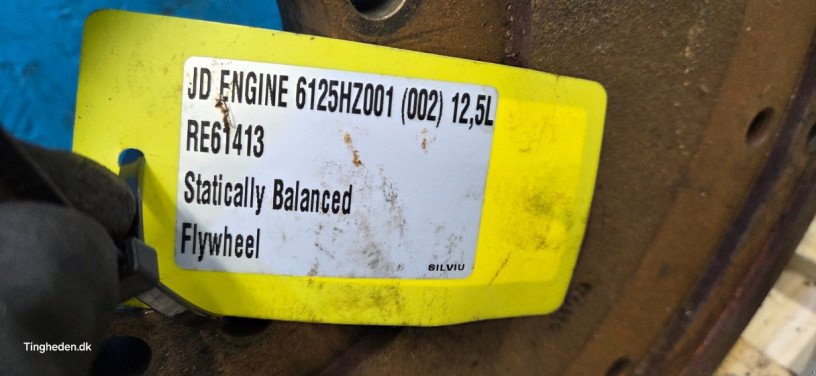 JD ENGINE 6125HZ001 (002) 12,5L
RE61413
Statically Balanced
Flywheel
SILVIU
Tingheden.dk